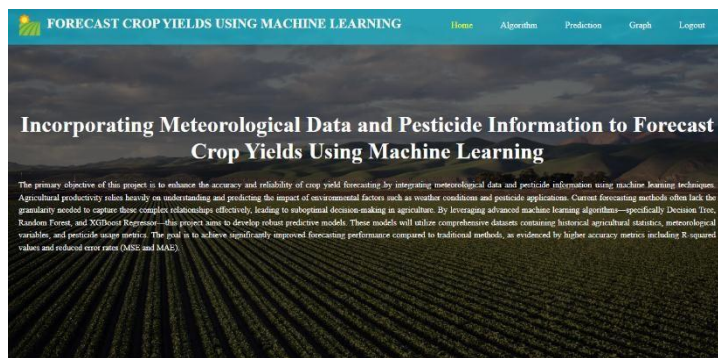 FORECAST CROP YIELDS USING MACHINE LEARNING
Home Algorithm Prediction Graph Logout
Incorporating Meteorological Data and Pesticide Information to Forecast
Crop Yields Using Machine Learning
The primary objective of this project is to enhance the accuracy and reliability of crop yield forecasting by integrating meteorological data and pesticide information using machine learning techniques.
Agricultural productivity relies heavily on understanding and predicting the impact of environmental factors such as weather conditions and pesticide applications. Current forecasting methods often lack the
granularity needed to capture these complex relationships effectively, leading to suboptimal decision-making in agriculture. By leveraging advanced machine learning algorithms—specifically Decision Tree,
Random Forest, and XGBoost Regressor—this project aims to develop robust predictive models. These models will utilize comprehensive datasets containing historical agricultural statistics, meteorological
variables, and pesticide usage metrics. The goal is to achieve significantly improved forecasting performance compared to traditional methods, as evidenced by higher accuracy metrics including R-squared
values and reduced error rates (MSE and MAE).